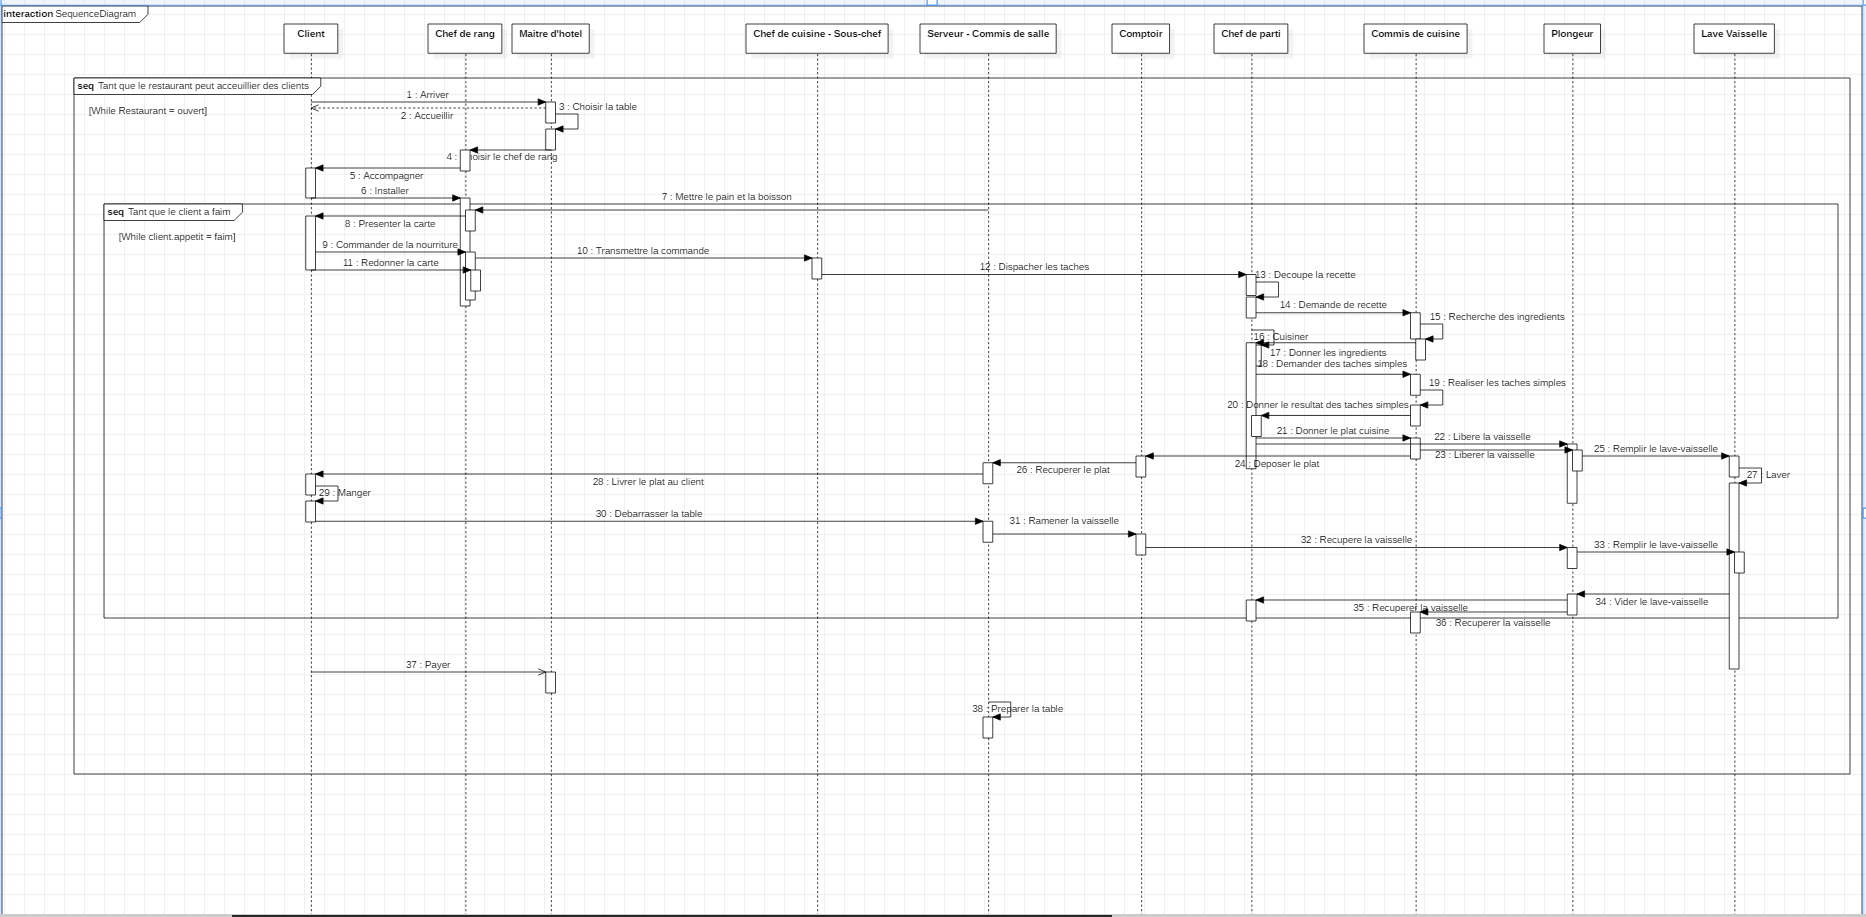 interaction SequenceDiagram
Client
Chef de rang
Maitre d'hotel
Chef de cuisine - Sous-chef
Serveur - Commis de salle
Comptoir
Chef de parti
Commis de cuisine
Plongeur
Lave Vaisselle
seq Tant que le restaurant peut acceuillier des clients
[While Restaurant = ouvert]
1 : Arriver
2 : Accueillir
3 : Choisir la table
4 : Choisir le chef de rang
5 : Accompagner
6 : Installer
7 : Mettre le pain et la boisson
seq Tant que le client a faim
[While client.appetit = faim]
8 : Presenter la carte
9 : Commander de la nourriture
10 : Transmettre la commande
11 : Redonner la carte
12 : Dispacher les taches
13 : Decoupe la recette
14 : Demande de recette
15 : Recherche des ingredients
16 : Cuisiner
17 : Donner les ingredients
18 : Demander des taches simples
19 : Realiser les taches simples
20 : Donner le resultat des taches simples
21 : Donner le plat cuisine
22 : Libere la vaisselle
23 : Liberer la vaisselle
24 : Deposer le plat
25 : Remplir le lave-vaisselle
26 : Recuperer le plat
27 : Laver
28 : Livrer le plat au client
29 : Manger
30 : Debarrasser la table
31 : Ramener la vaisselle
32 : Recupere la vaisselle
33 : Remplir le lave-vaisselle
34 : Vider le lave-vaisselle
35 : Recuperer la vaisselle
36 : Recuperer la vaisselle
37 : Payer
38 : Preparer la table